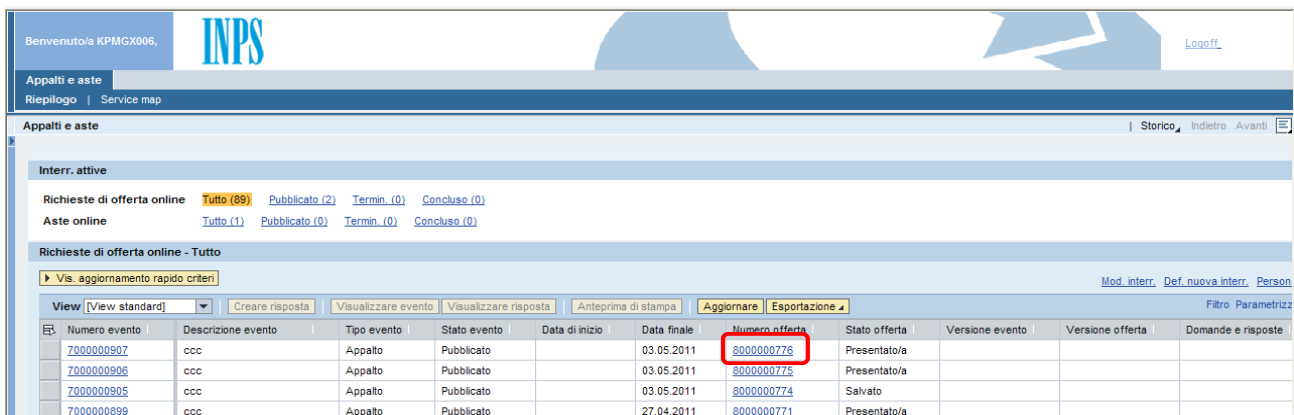 Benvenuto/a KPMGX006,
INPS
Logoff
Appalti e aste
Riepilogo | Service map
Appalti e aste | Storico Indietro Avanti
Interr. attive
Richieste di offerta online Tutto (89) Pubblicato (2) Termin. (0) Concluso (0)
Aste online Tutto (1) Pubblicato (0) Termin. (0) Concluso (0)
Richieste di offerta online - Tutto
Vis. aggiornamento rapido criteri Mod. interr. Def. nuova interr. Person
View [View standard] Creare risposta Visualizzare evento Visualizzare risposta Anteprima di stampa Aggiornare Esportazione Filtro Parametrizz
Numero evento Descrizione evento Tipo evento Stato evento Data di inizio Data finale Numero offerta Stato offerta Versione evento Versione offerta Domande e risposte
7000000907 ccc Appalto Pubblicato 03.05.2011 8000000776 Presentato/a
7000000906 ccc Appalto Pubblicato 03.05.2011 8000000775 Presentato/a
7000000905 ccc Appalto Pubblicato 03.05.2011 8000000774 Salvato
7000000899 ccc Appalto Pubblicato 27.04.2011 8000000771 Presentato/a